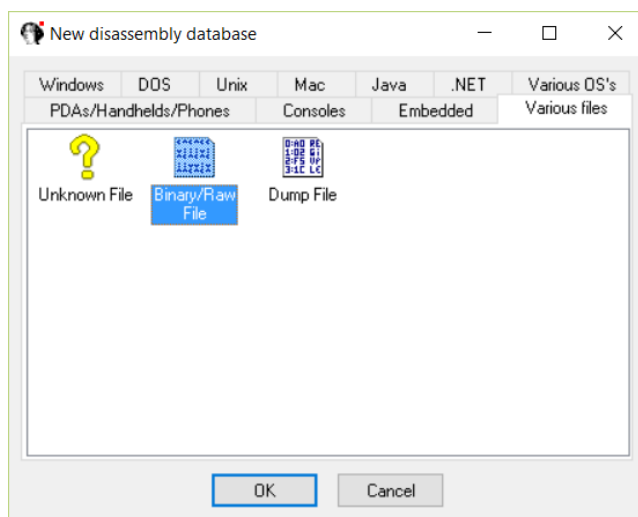 New disassembly database
Windows DOS Unix Mac Java .NET Various OS's
PDAs/Handhelds/Phones Consoles Embedded Various files
Unknown File Binary/Raw Dump File
File
OK Cancel